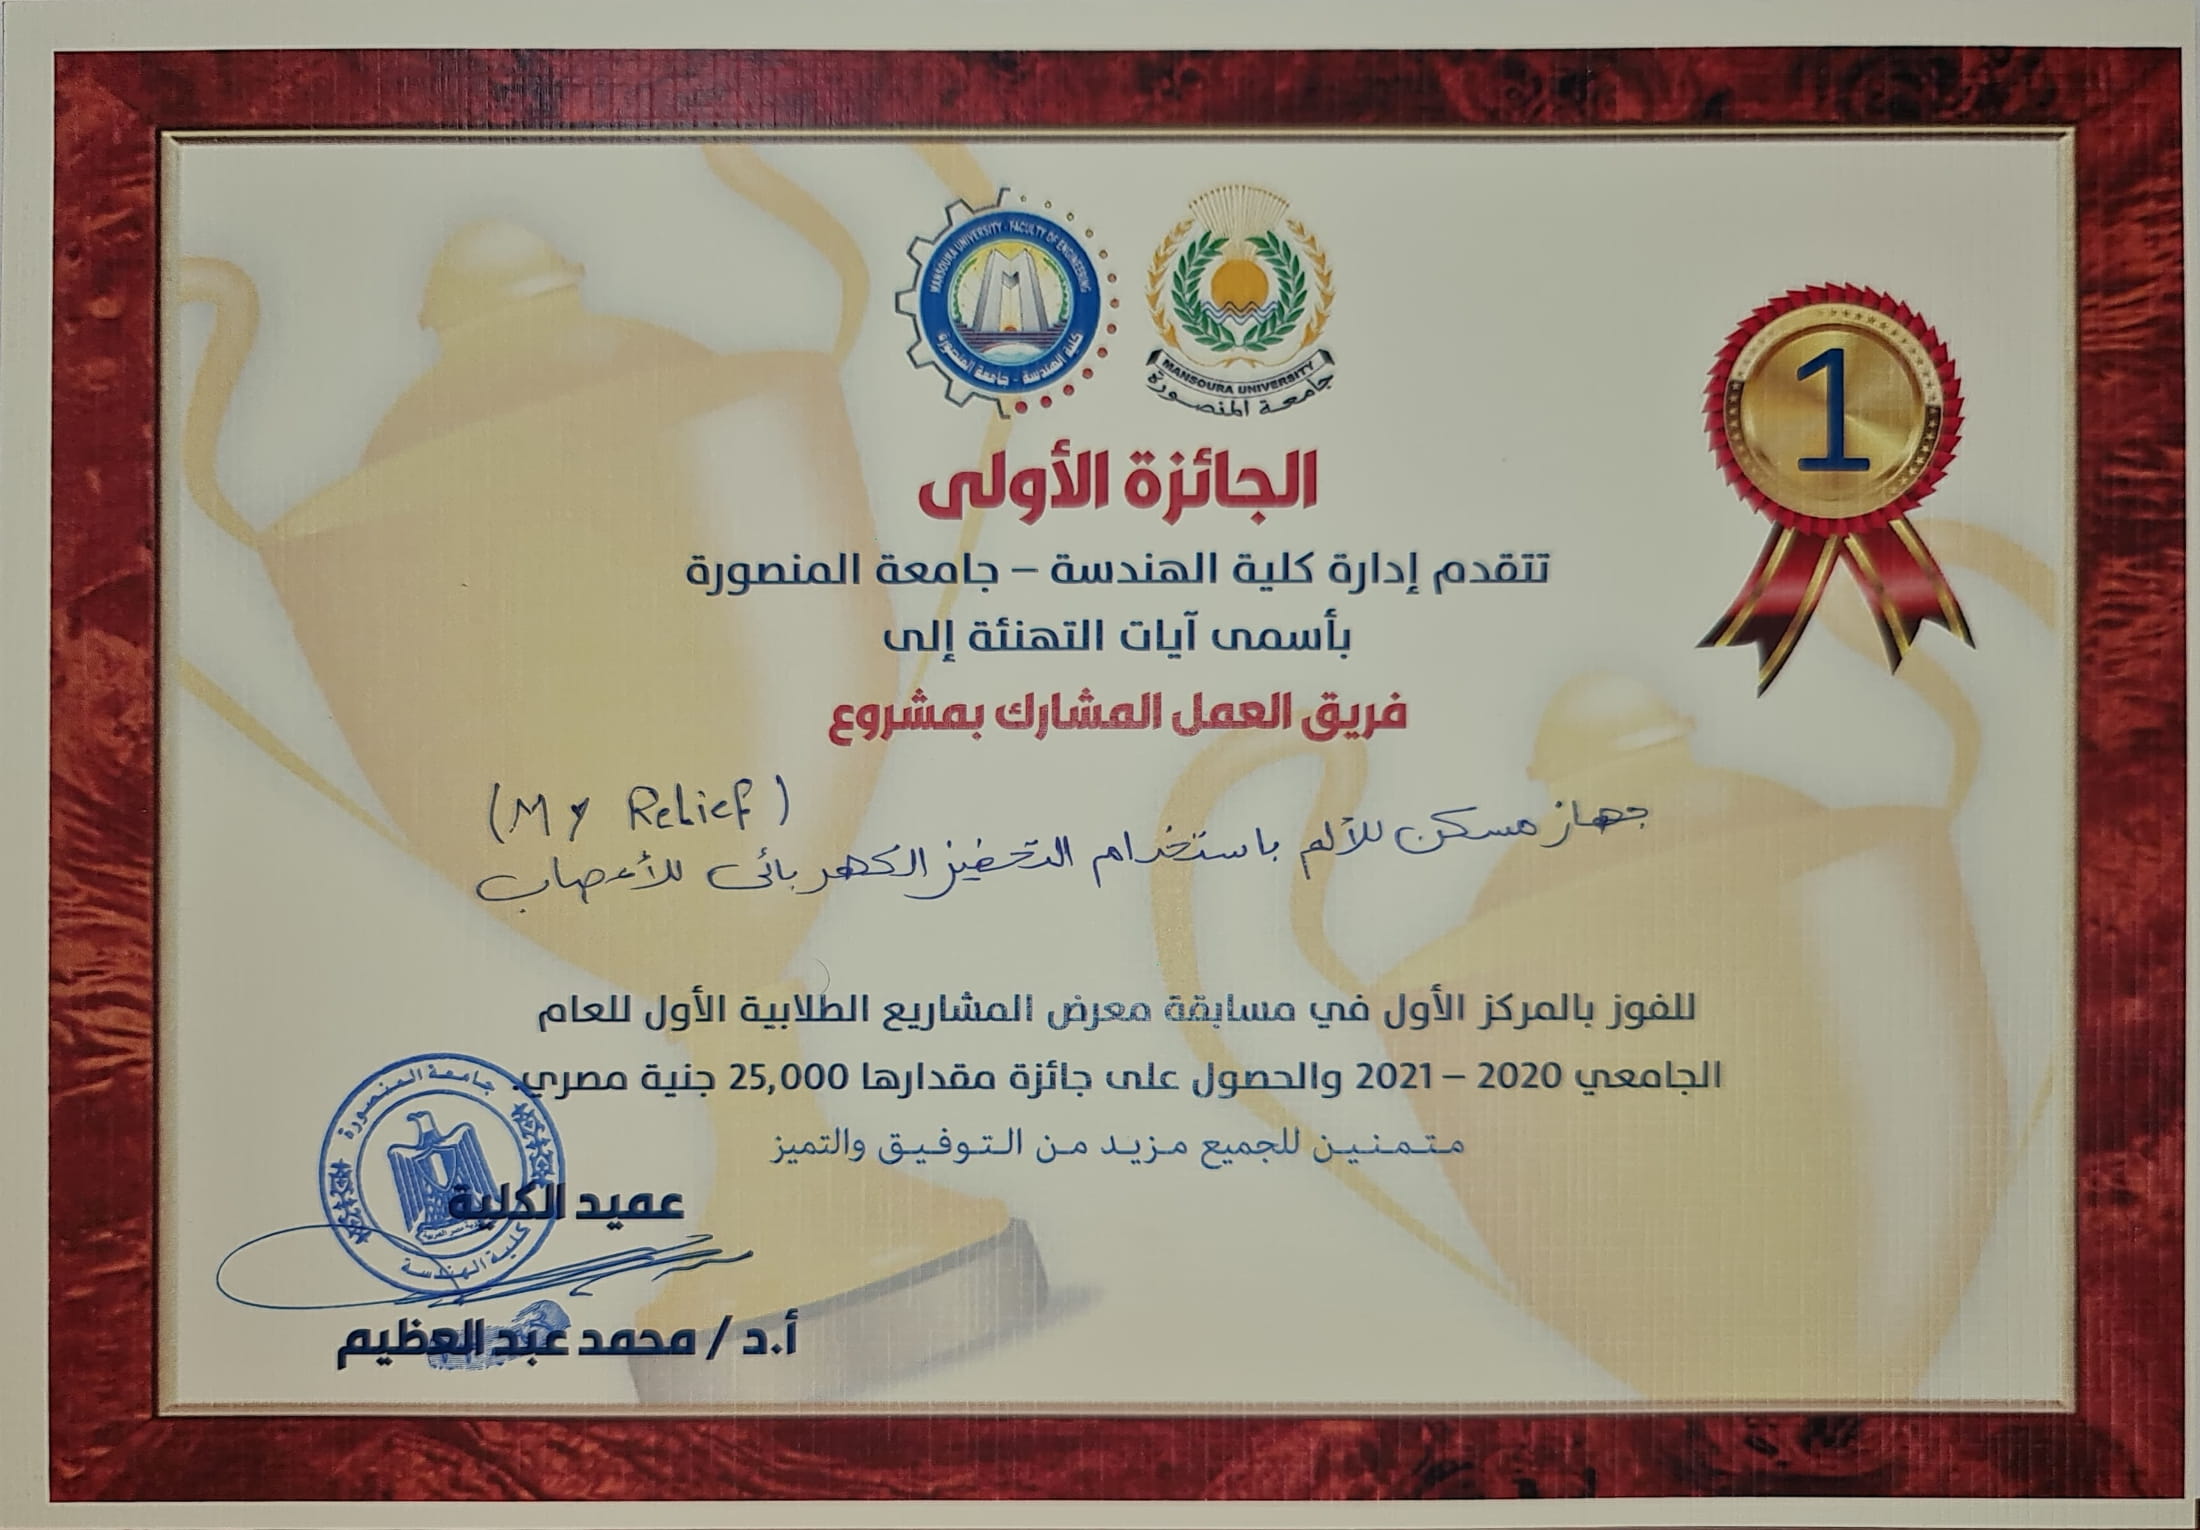 MANSOURA UNIVERSITY - FACULTY OF ENGINEERING
كلية الهندسة - جامعة المنصورة
MANSOURA UNIVERSITY
جامعة المنصورة
1
الجائزة الأولى
تتقدم إدارة كلية الهندسة – جامعة المنصورة
بأسمى آيات التهنئة إلى
فريق العمل المشارك بمشروع
(My Relief)
جهاز مسكن للألم باستخدام التحفيز الكهربائى للأعصاب
للفوز بالمركز الأول في مسابقة معرض المشاريع الطلابية الأول للعام
الجامعي 2020 – 2021 والحصول على جائزة مقدارها 25,000 جنية مصري.
متمنين للجميع مزيد من التوفيق والتميز
جامعة المنصورة
كلية الهندسة
عميد الكلية
أ.د / محمد عبد العظيم